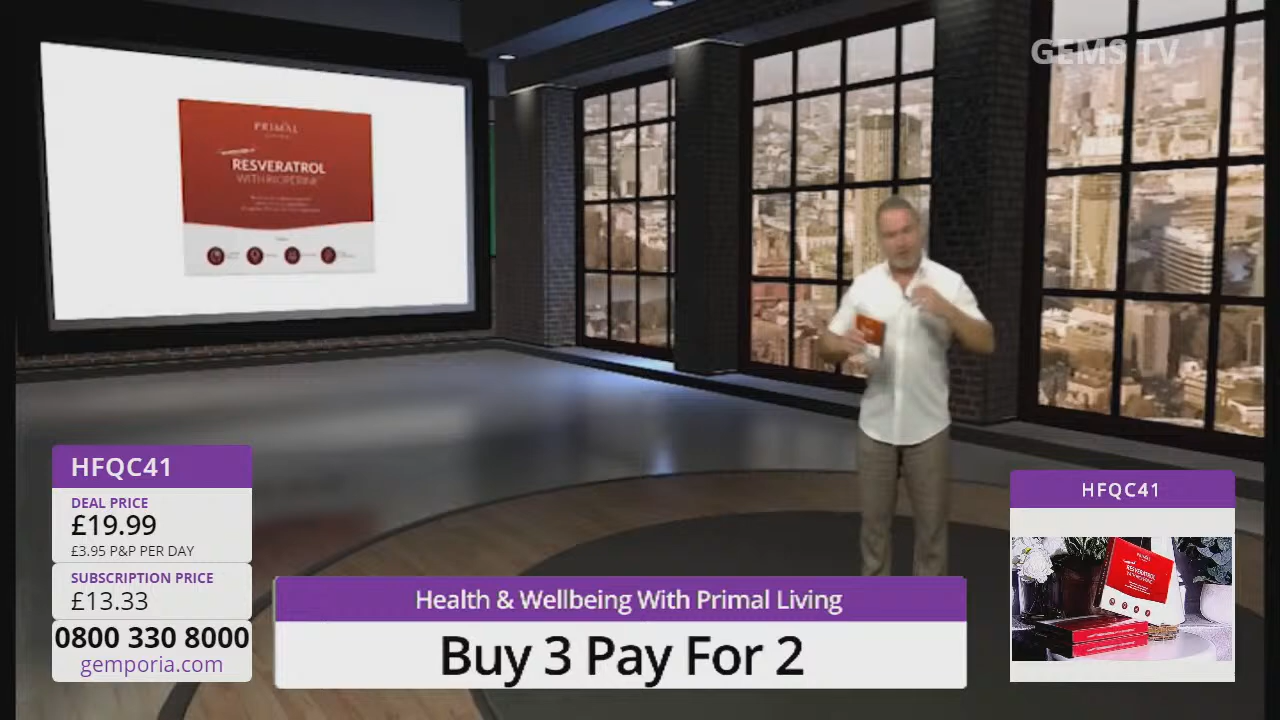 GEMS TV
PRIMAL
RESVERATROL
WITH BIOPERINE
HFQC41
DEAL PRICE
£19.99
£3.95 P&P PER DAY
SUBSCRIPTION PRICE
£13.33
0800 330 8000
gemporia.com
Health & Wellbeing With Primal Living
Buy 3 Pay For 2
HFQC41
RESVERATROL